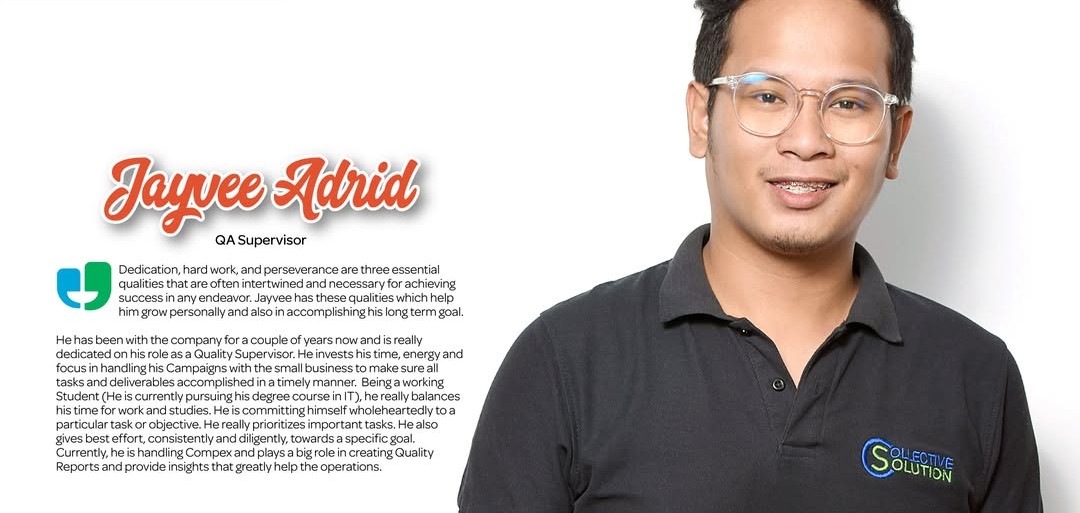 Jayvee Adrid
QA Supervisor
Dedication, hard work, and perseverance are three essential
qualities that are often intertwined and necessary for achieving
success in any endeavor. Jayvee has these qualities which help
him grow personally and also in accomplishing his long term goal.
He has been with the company for a couple of years now and is really
dedicated on his role as a Quality Supervisor. He invests his time, energy and
focus in handling his Campaigns with the small business to make sure all
tasks and deliverables accomplished in a timely manner. Being a working
Student (He is currently pursuing his degree course in IT), he really balances
his time for work and studies. He is committing himself wholeheartedly to a
particular task or objective. He really prioritizes important tasks. He also
gives best effort, consistently and diligently, towards a specific goal.
Currently, he is handling Compex and plays a big role in creating Quality
Reports and provide insights that greatly help the operations.
COLLECTIVE
SOLUTION